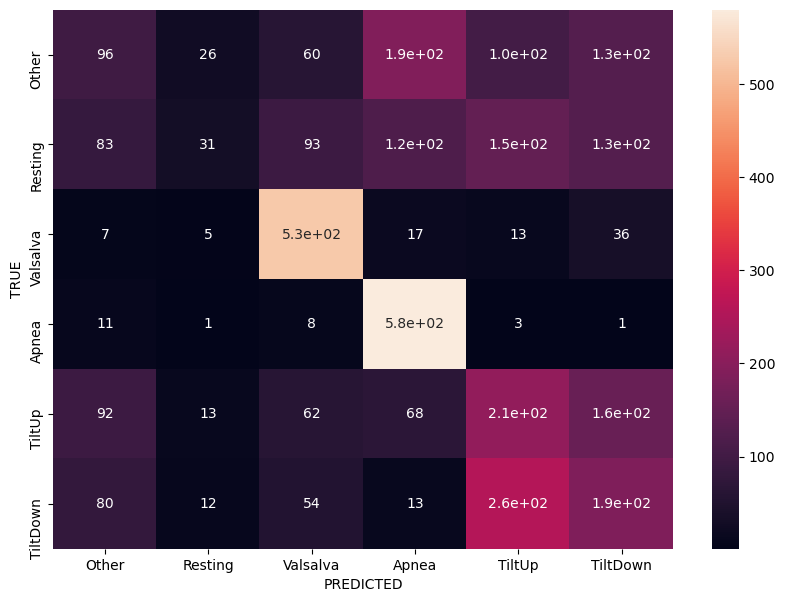 Other 96 26 60 1.9e+02 1.0e+02 1.3e+02
Resting 83 31 93 1.2e+02 1.5e+02 1.3e+02
Valsalva 7 5 5.3e+02 17 13 36
Apnea 11 1 8 5.8e+02 3 1
TiltUp 92 13 62 68 2.1e+02 1.6e+02
TiltDown 80 12 54 13 2.6e+02 1.9e+02
Other Resting Valsalva Apnea TiltUp TiltDown
PREDICTED
TRUE
500
400
300
200
100